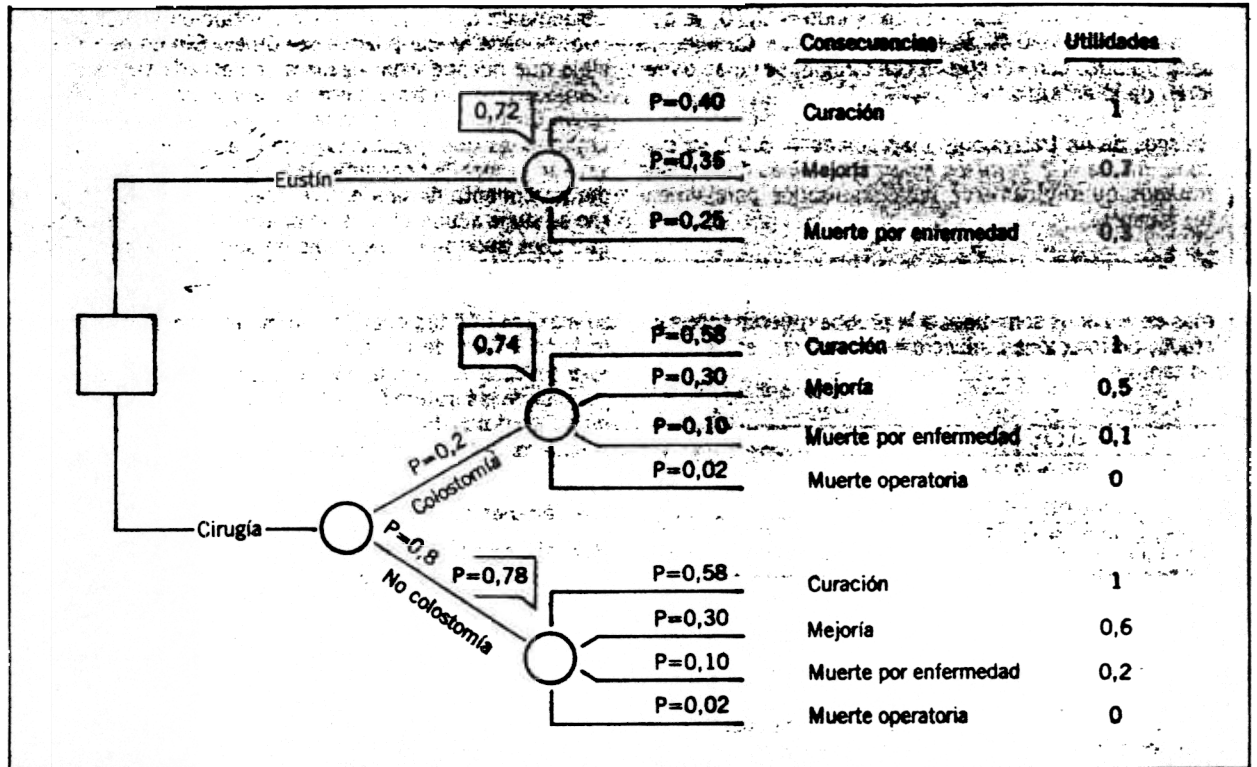 Consecuencias Utilidades
0,72 P=0,40 Curación 1
Eustín P=0,35 Mejoría 0,7
P=0,25 Muerte por enfermedad 0,3
0,74 P=0,58 Curación 1
P=0,30 Mejoría 0,5
P=0,10 Muerte por enfermedad 0,1
P=0,2 Colostomía P=0,02 Muerte operatoria 0
Cirugía
P=0,8 No colostomía
P=0,78 P=0,58 Curación 1
P=0,30 Mejoría 0,6
P=0,10 Muerte por enfermedad 0,2
P=0,02 Muerte operatoria 0